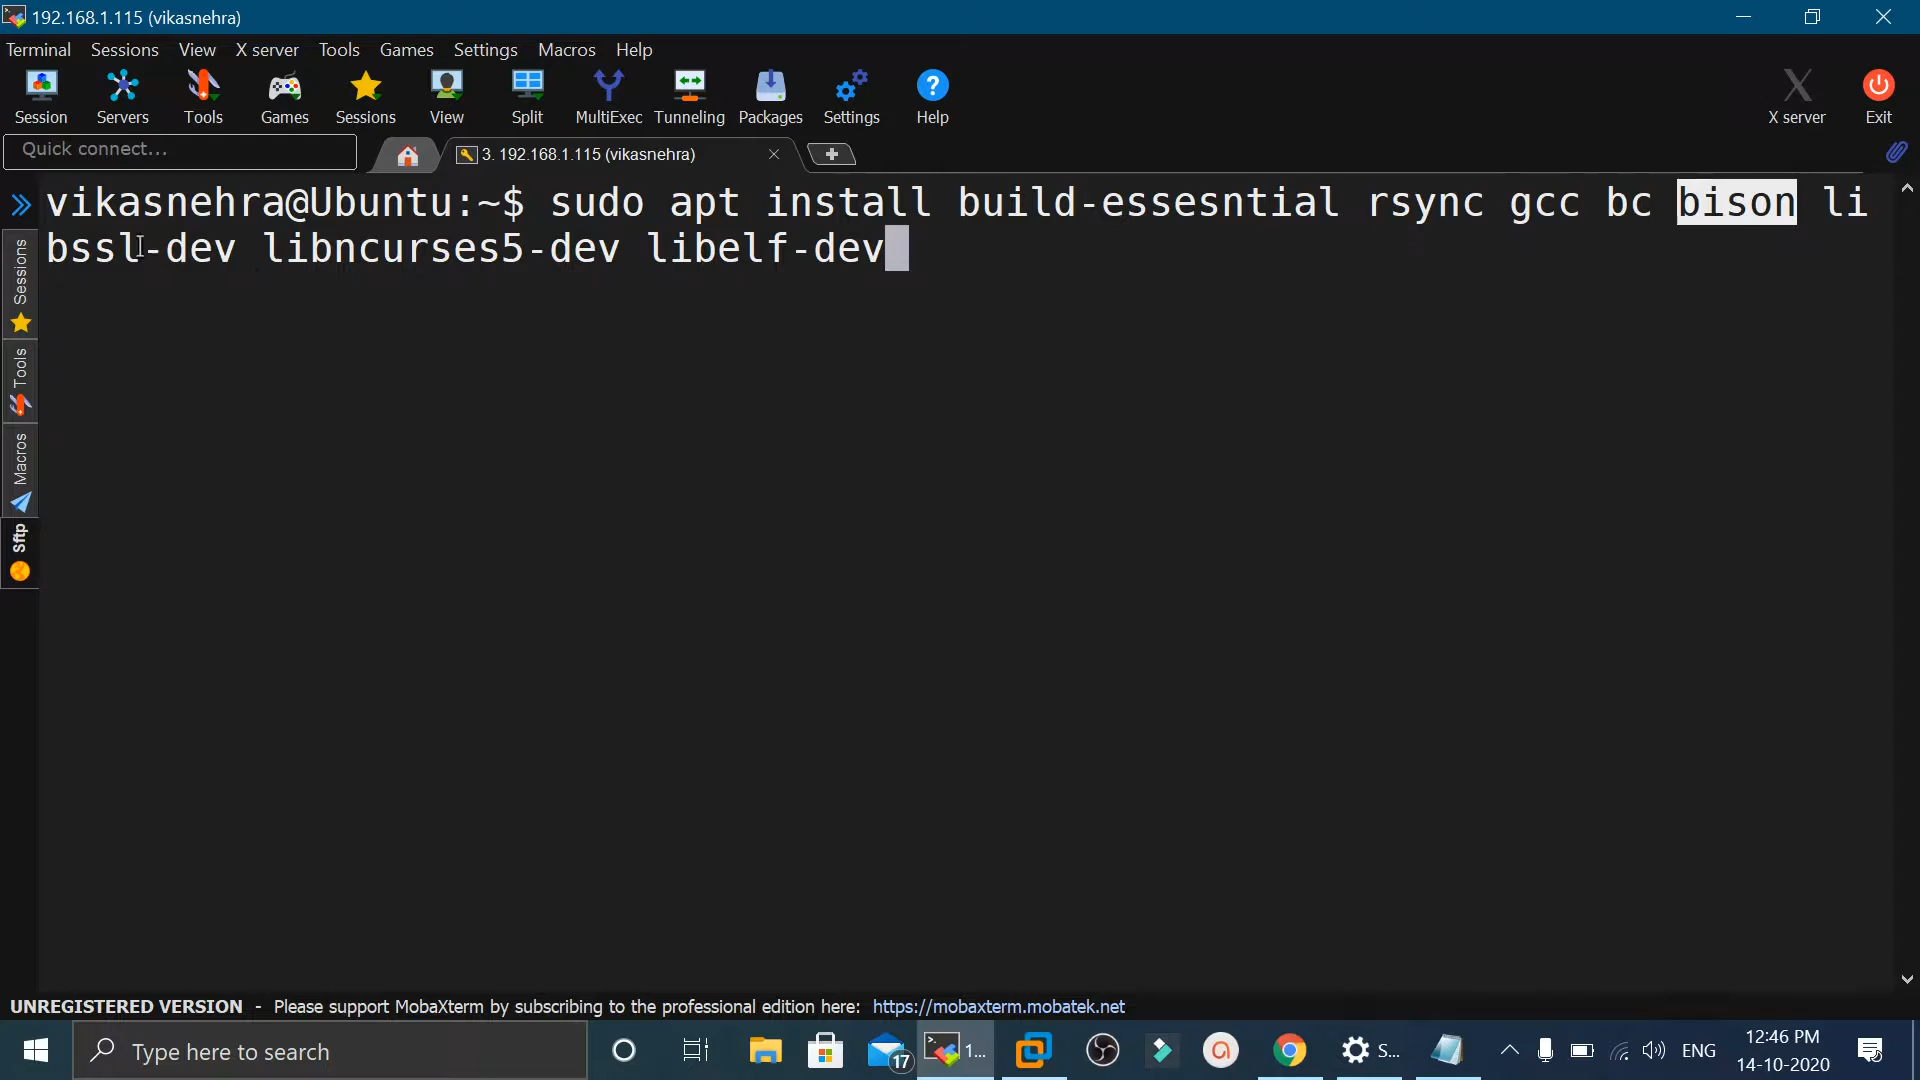 192.168.1.115 (vikasnehra)
Terminal Sessions View X server Tools Games Settings Macros Help
Session Servers Tools Games Sessions View Split MultiExec Tunneling Packages Settings Help X server Exit
Quick connect...
3. 192.168.1.115 (vikasnehra)
vikasnehra@Ubuntu:~$ sudo apt install build-essesntial rsync gcc bc bison li
bssl-dev libncurses5-dev libelf-dev
Sessions
Tools
Macros
Sftp
UNREGISTERED VERSION - Please support MobaXterm by subscribing to the professional edition here: https://mobaxterm.mobatek.net
Type here to search
17
1...
S...
ENG
12:46 PM
14-10-2020